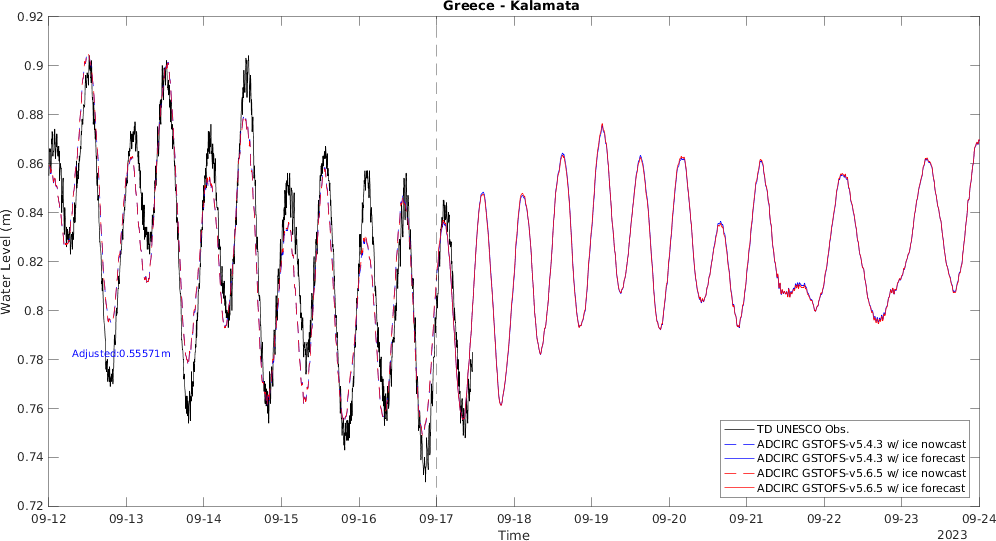 Greece - Kalamata
0.92
0.9
0.88
0.86
0.84
0.82
0.8
0.78
0.76
0.74
0.72
Water Level (m)
Adjusted:0.55571m
TD UNESCO Obs.
ADCIRC GSTOFS-v5.4.3 w/ ice nowcast
ADCIRC GSTOFS-v5.4.3 w/ ice forecast
ADCIRC GSTOFS-v5.6.5 w/ ice nowcast
ADCIRC GSTOFS-v5.6.5 w/ ice forecast
09-12 09-13 09-14 09-15 09-16 09-17 09-18 09-19 09-20 09-21 09-22 09-23 09-24
Time
2023